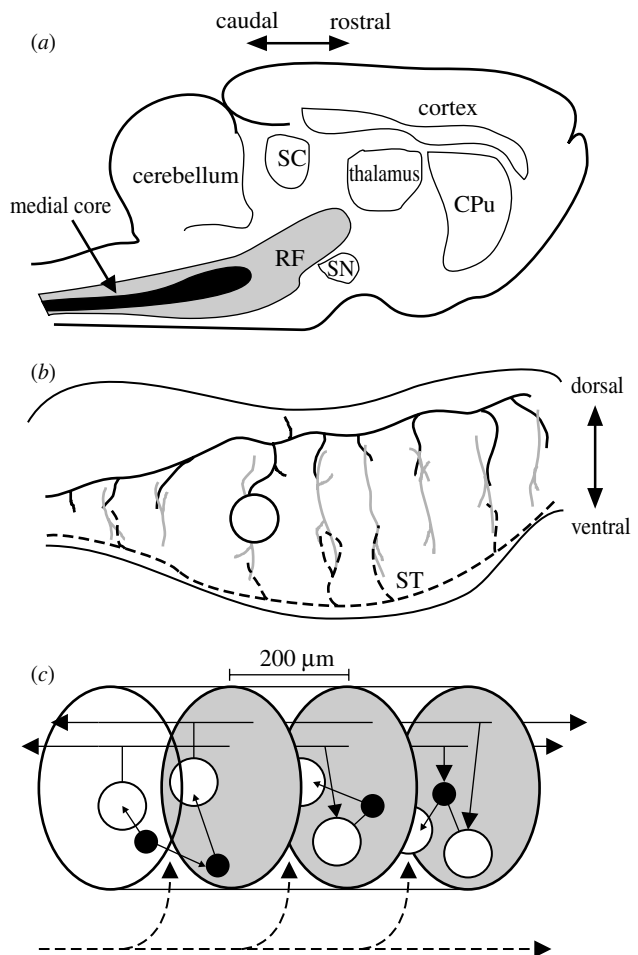 (a)
caudal rostral
cortex
SC
cerebellum
thalamus
CPu
medial core
RF
SN
(b)
dorsal
ventral
ST
(c)
200 µm